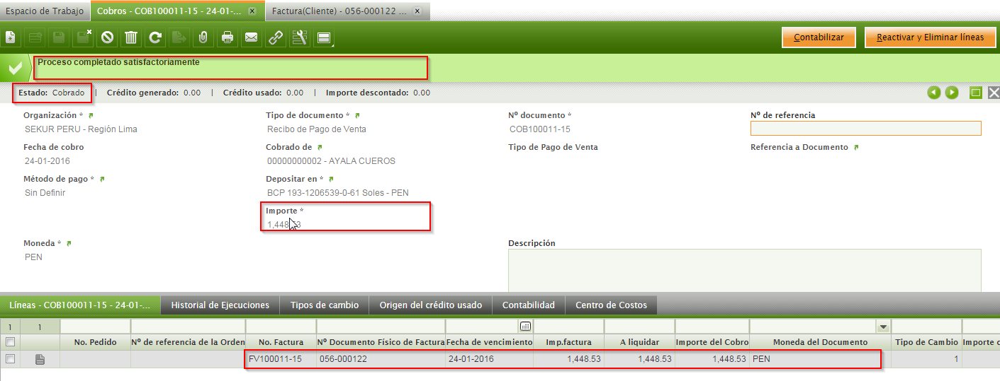 Espacio de Trabajo Cobros - COB100011-15 - 24-01-... Factura(Cliente) - 056-000122 ...
Contabilizar Reactivar y Eliminar líneas
Proceso completado satisfactoriamente
Estado: Cobrado | Crédito generado: 0.00 | Crédito usado: 0.00 | Importe descontado: 0.00
Organización * Tipo de documento * Nº documento * Nº de referencia
SEKUR PERU - Región Lima Recibo de Pago de Venta COB100011-15
Fecha de cobro Cobrado de Tipo de Pago de Venta Referencia a Documento
24-01-2016 00000000002 - AYALA CUEROS
Método de pago * Depositar en *
Sin Definir BCP 193-1206539-0-61 Soles - PEN
Importe *
1,448.53
Moneda * Descripción
PEN
Líneas - COB100011-15 - 24-01-... Historial de Ejecuciones Tipos de cambio Origen del crédito usado Contabilidad Centro de Costos
1 1
No. Pedido Nº de referencia de la Orden No. Factura Nº Documento Físico de Factura Fecha de vencimiento Imp.factura A liquidar Importe del Cobro Moneda del Documento Tipo de Cambio Importe c
FV100011-15 056-000122 24-01-2016 1,448.53 1,448.53 1,448.53 PEN 1